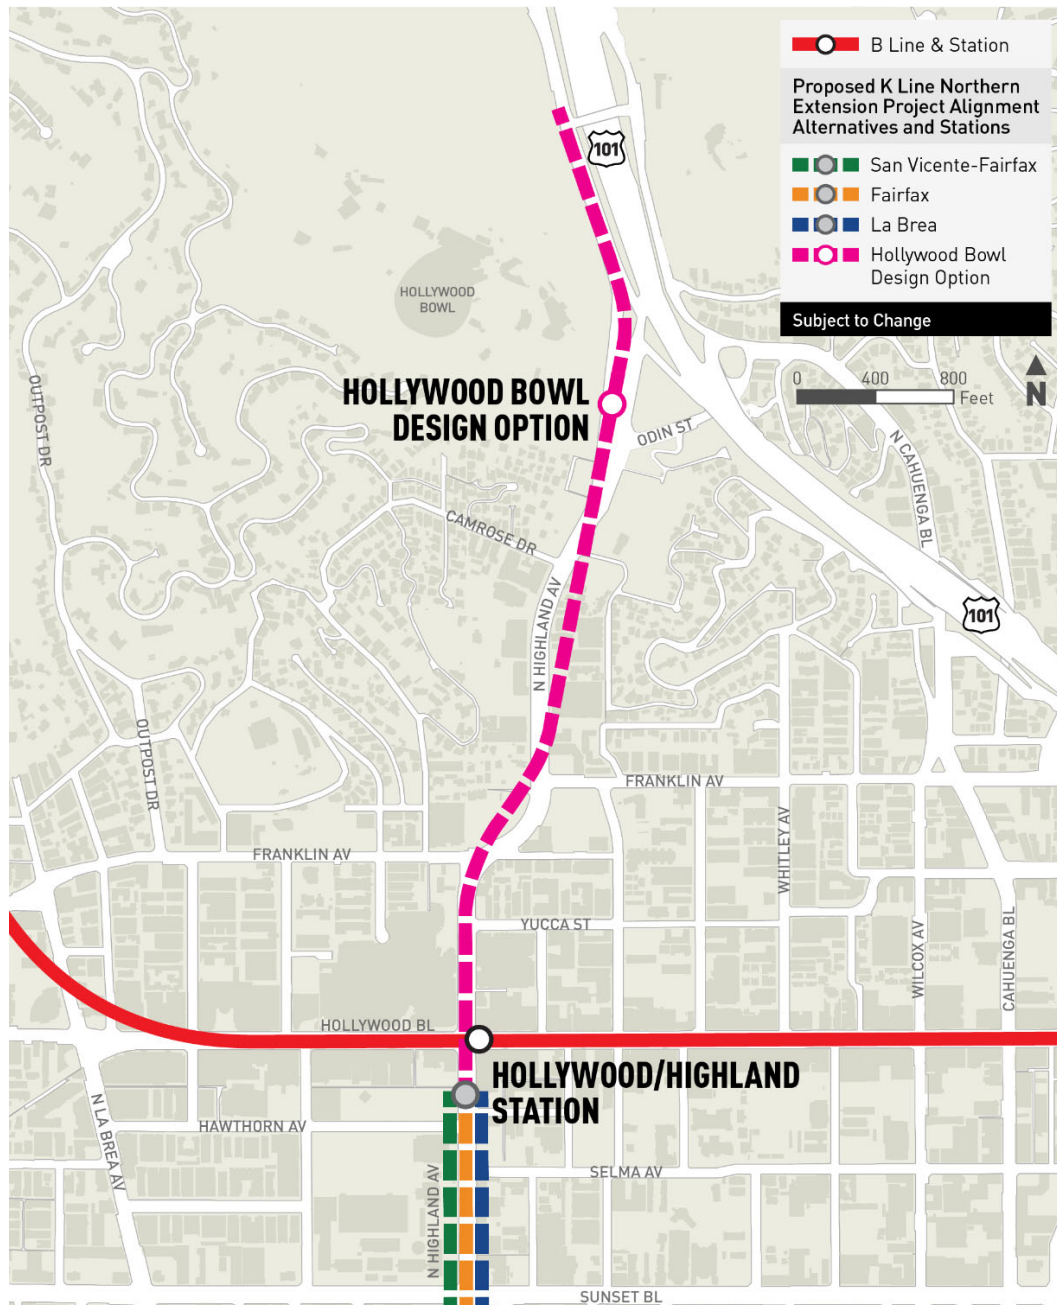 B Line & Station
Proposed K Line Northern
Extension Project Alignment
Alternatives and Stations
San Vicente-Fairfax
Fairfax
La Brea
Hollywood Bowl
Design Option
Subject to Change
0 400 800
Feet
N
101
HOLLYWOOD
BOWL
HOLLYWOOD BOWL
DESIGN OPTION
OUTPOST DR
ODIN ST
N CAHUENGA BL
CAMROSE DR
N HIGHLAND AV
101
OUTPOST DR
FRANKLIN AV
WHITLEY AV
FRANKLIN AV
YUCCA ST
WILCOX AV
CAHUENGA BL
HOLLYWOOD BL
HOLLYWOOD/HIGHLAND
STATION
N LA BREA AV
HAWTHORN AV
SELMA AV
N HIGHLAND AV
SUNSET BL